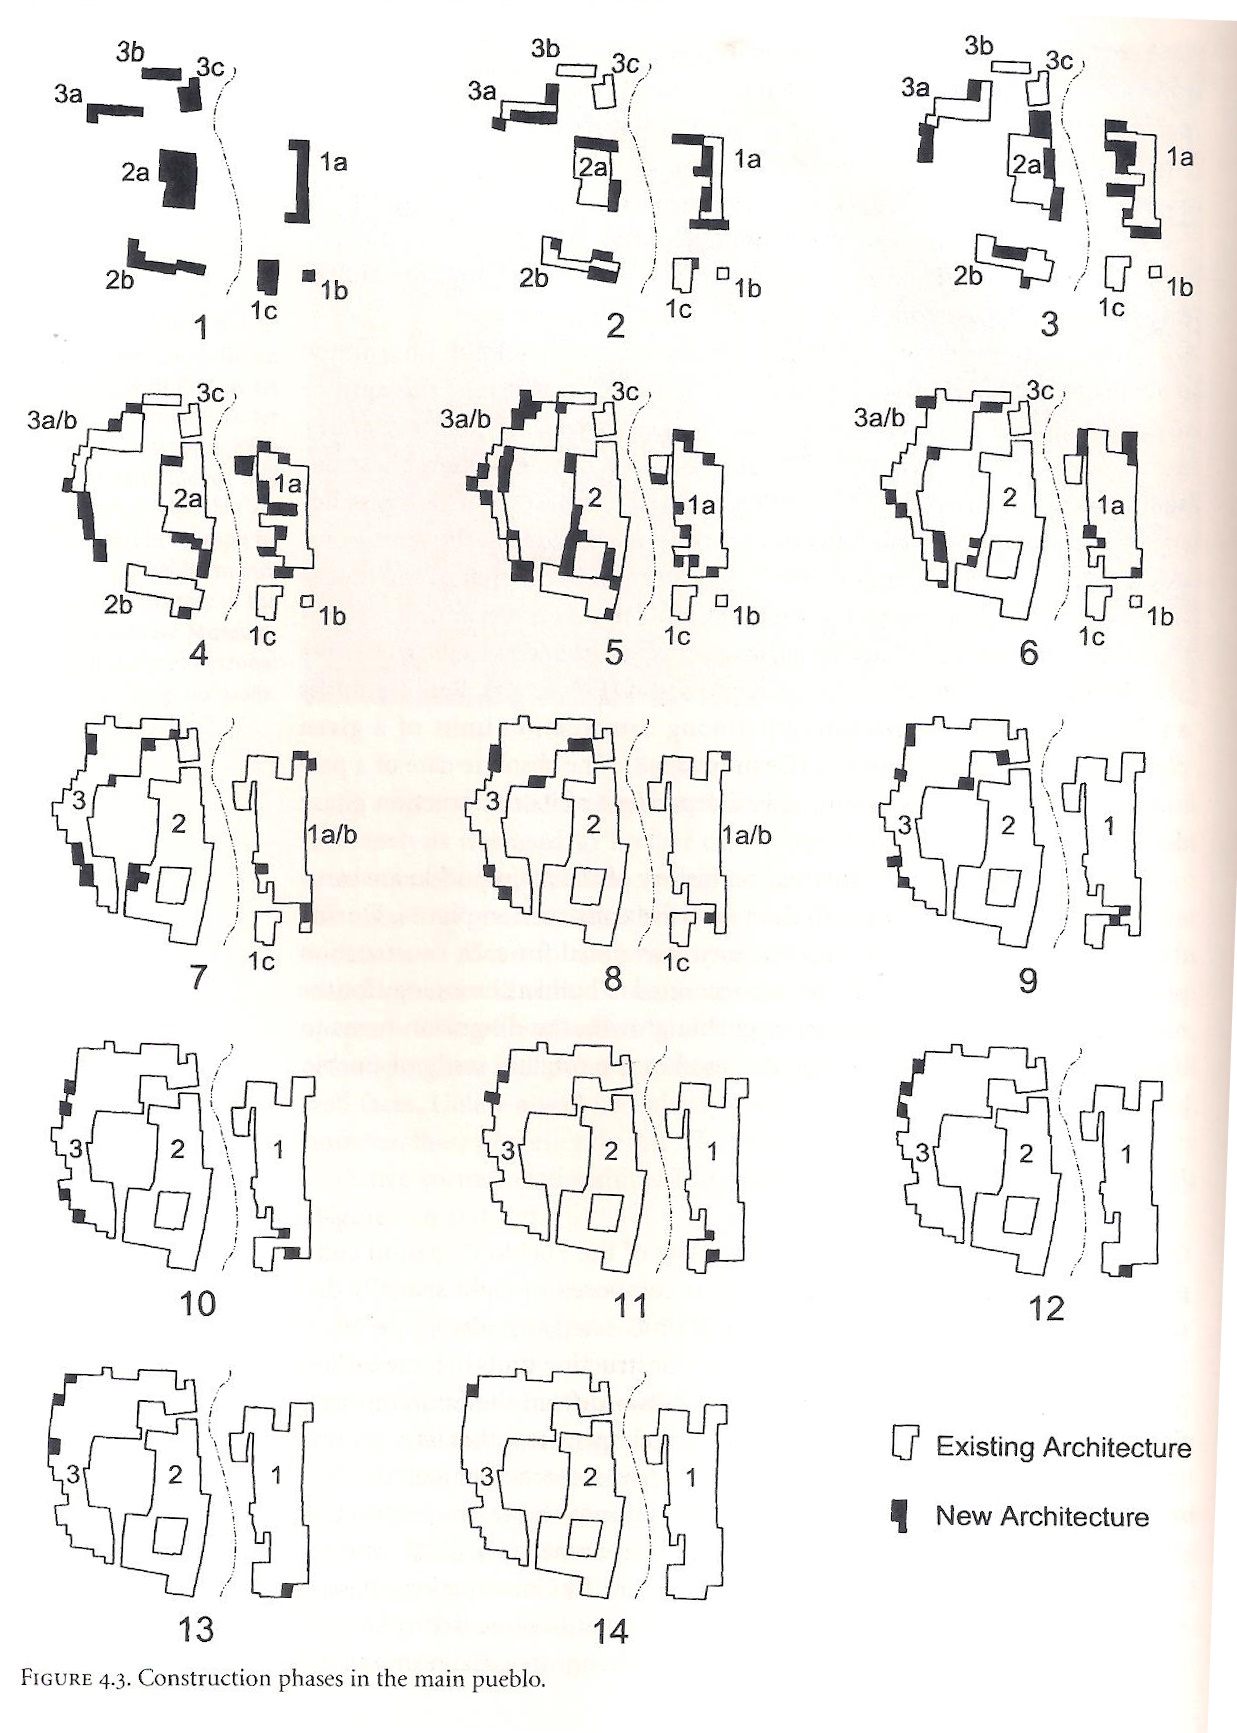 3b 3c
3a
1a
2a
2b
1b
1c
1
3b 3c
3a
1a
2a
2b
1b
1c
2
3b 3c
3a
1a
2a
2b
1b
1c
3
3c
3a/b
1a
2a
2b
1b
1c
4
3c
3a/b
2
1a
1b
1c
5
3c
3a/b
2
1a
1b
1c
6
3
2
1a/b
1c
7
3
2
1a/b
1c
8
3
2
1
9
3
2
1
10
3
2
1
11
3
2
1
12
3
2
1
13
3
2
1
14
Existing Architecture
New Architecture
FIGURE 4.3. Construction phases in the main pueblo.